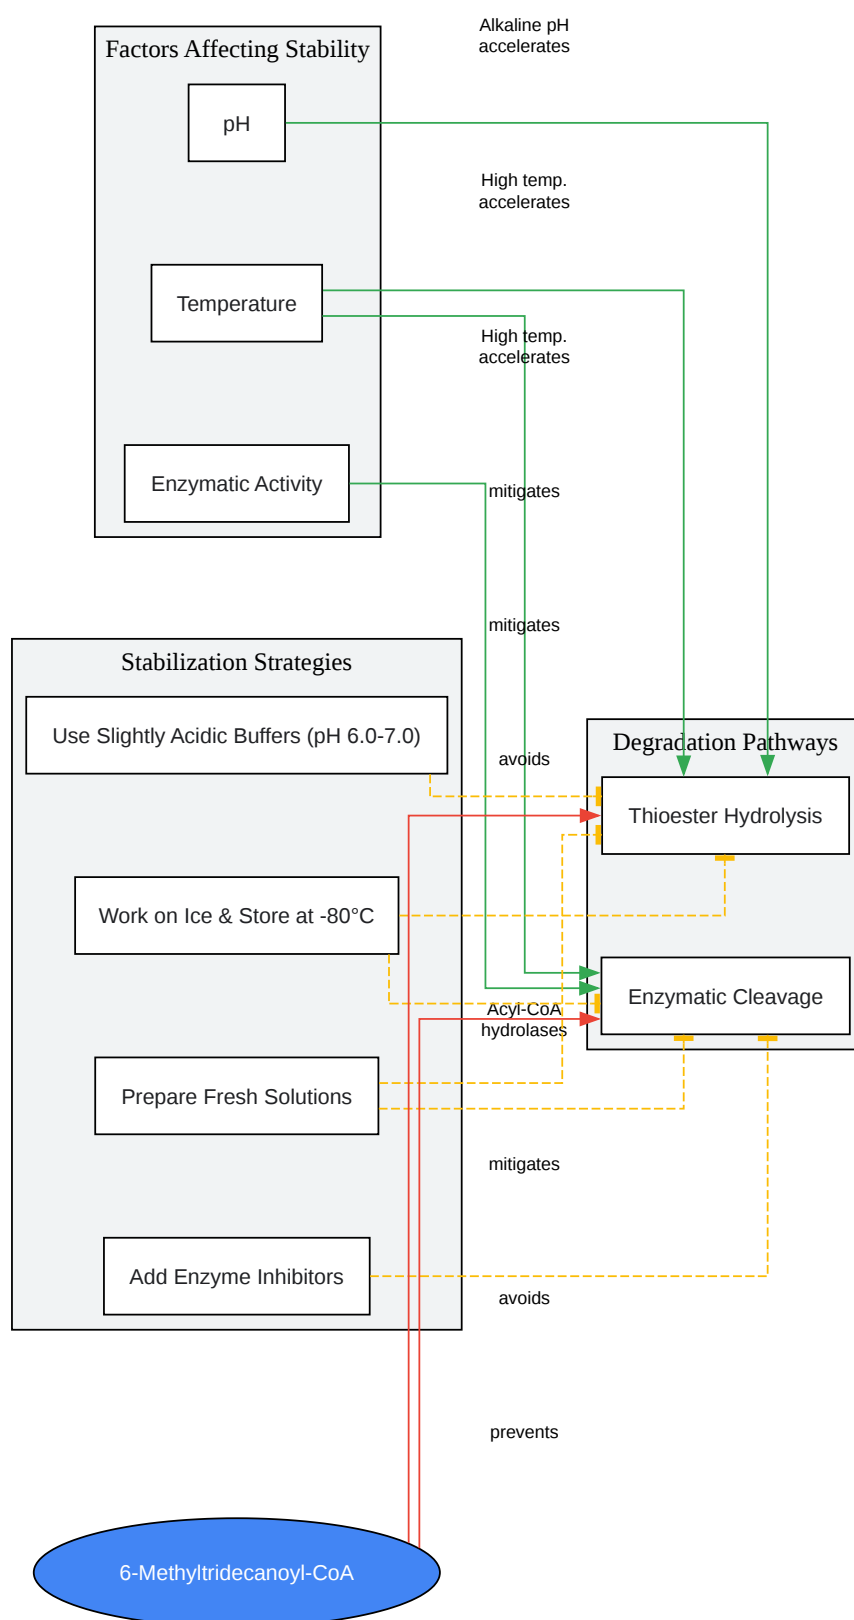 Alkaline pH
accelerates
Factors Affecting Stability
pH
High temp.
accelerates
Temperature
High temp.
accelerates
Enzymatic Activity
mitigates
mitigates
Stabilization Strategies
Use Slightly Acidic Buffers (pH 6.0-7.0)
Degradation Pathways
avoids
Thioester Hydrolysis
Work on Ice & Store at -80°C
Enzymatic Cleavage
Acyl-CoA
hydrolases
Prepare Fresh Solutions
mitigates
Add Enzyme Inhibitors
avoids
prevents
6-Methyltridecanoyl-CoA